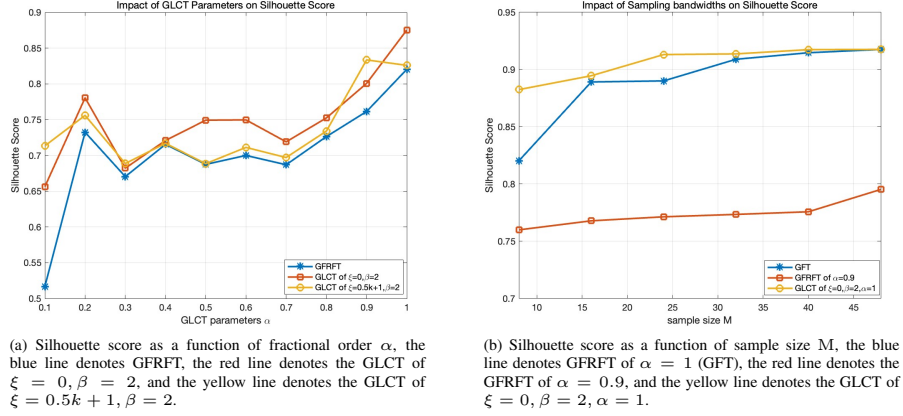 Impact of GLCT Parameters on Silhouette Score
0.9
0.85
0.8
0.75
0.7
0.65
0.6
0.55
0.5
Silhouette Score
0.1 0.2 0.3 0.4 0.5 0.6 0.7 0.8 0.9 1
GLCT parameters α
GFRFT
GLCT of ξ=0,β=2
GLCT of ξ=0.5k+1,β=2
(a) Silhouette score as a function of fractional order α, the
blue line denotes GFRFT, the red line denotes the GLCT of
ξ = 0, β = 2, and the yellow line denotes the GLCT of
ξ = 0.5k + 1, β = 2.
Impact of Sampling bandwidths on Silhouette Score
0.95
0.9
0.85
0.8
0.75
0.7
Silhouette Score
10 15 20 25 30 35 40 45
sample size M
GFT
GFRFT of α=0.9
GLCT of ξ=0,β=2,α=1
(b) Silhouette score as a function of sample size M, the blue
line denotes GFRFT of α = 1 (GFT), the red line denotes the
GFRFT of α = 0.9, and the yellow line denotes the GLCT of
ξ = 0, β = 2, α = 1.